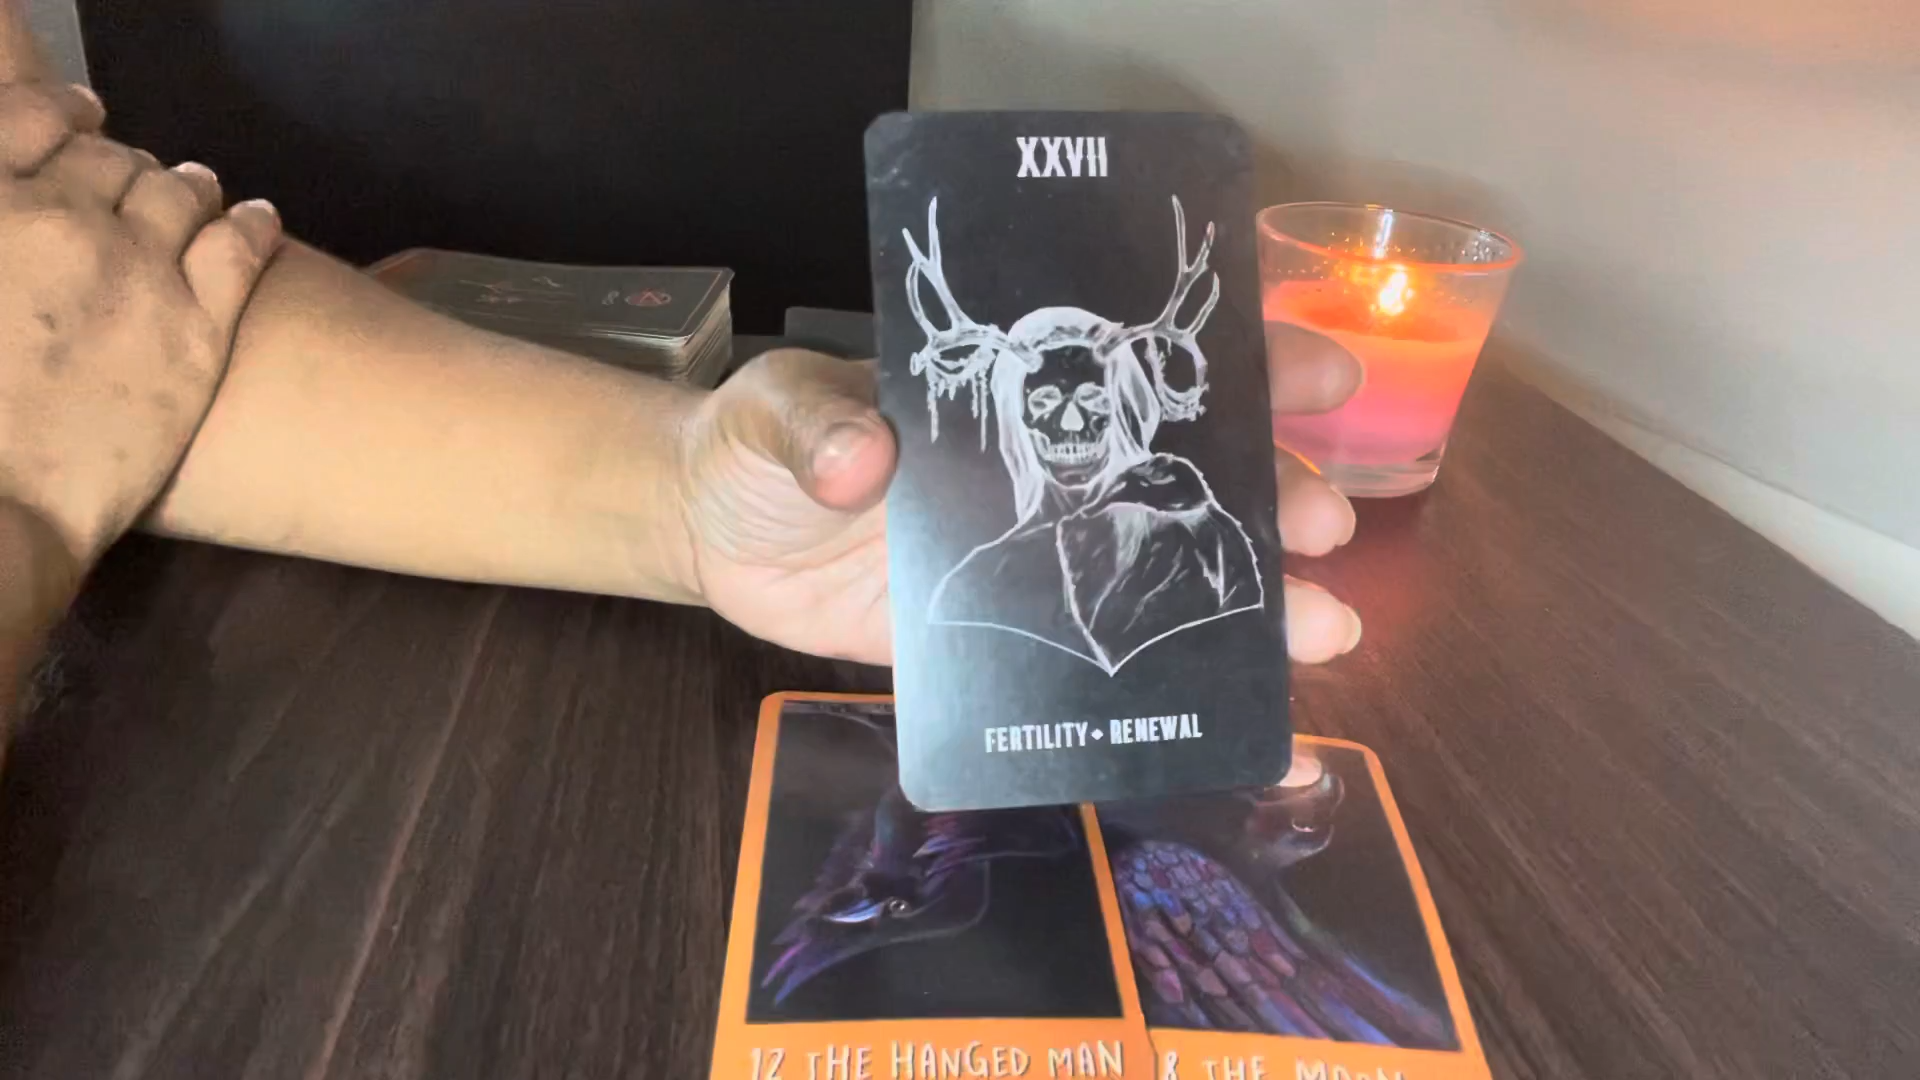 XXVII
FERTILITY • RENEWAL
12 THE HANGED MAN
8 THE MOON